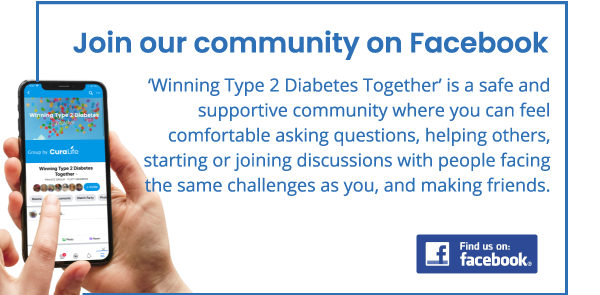 Join our community on Facebook
‘Winning Type 2 Diabetes Together’ is a safe and
supportive community where you can feel
comfortable asking questions, helping others,
starting or joining discussions with people facing
the same challenges as you, and making friends.
Winning Type 2 Diabetes
Group by CuraLife
Winning Type 2 Diabetes
Together
Find us on:
facebook®